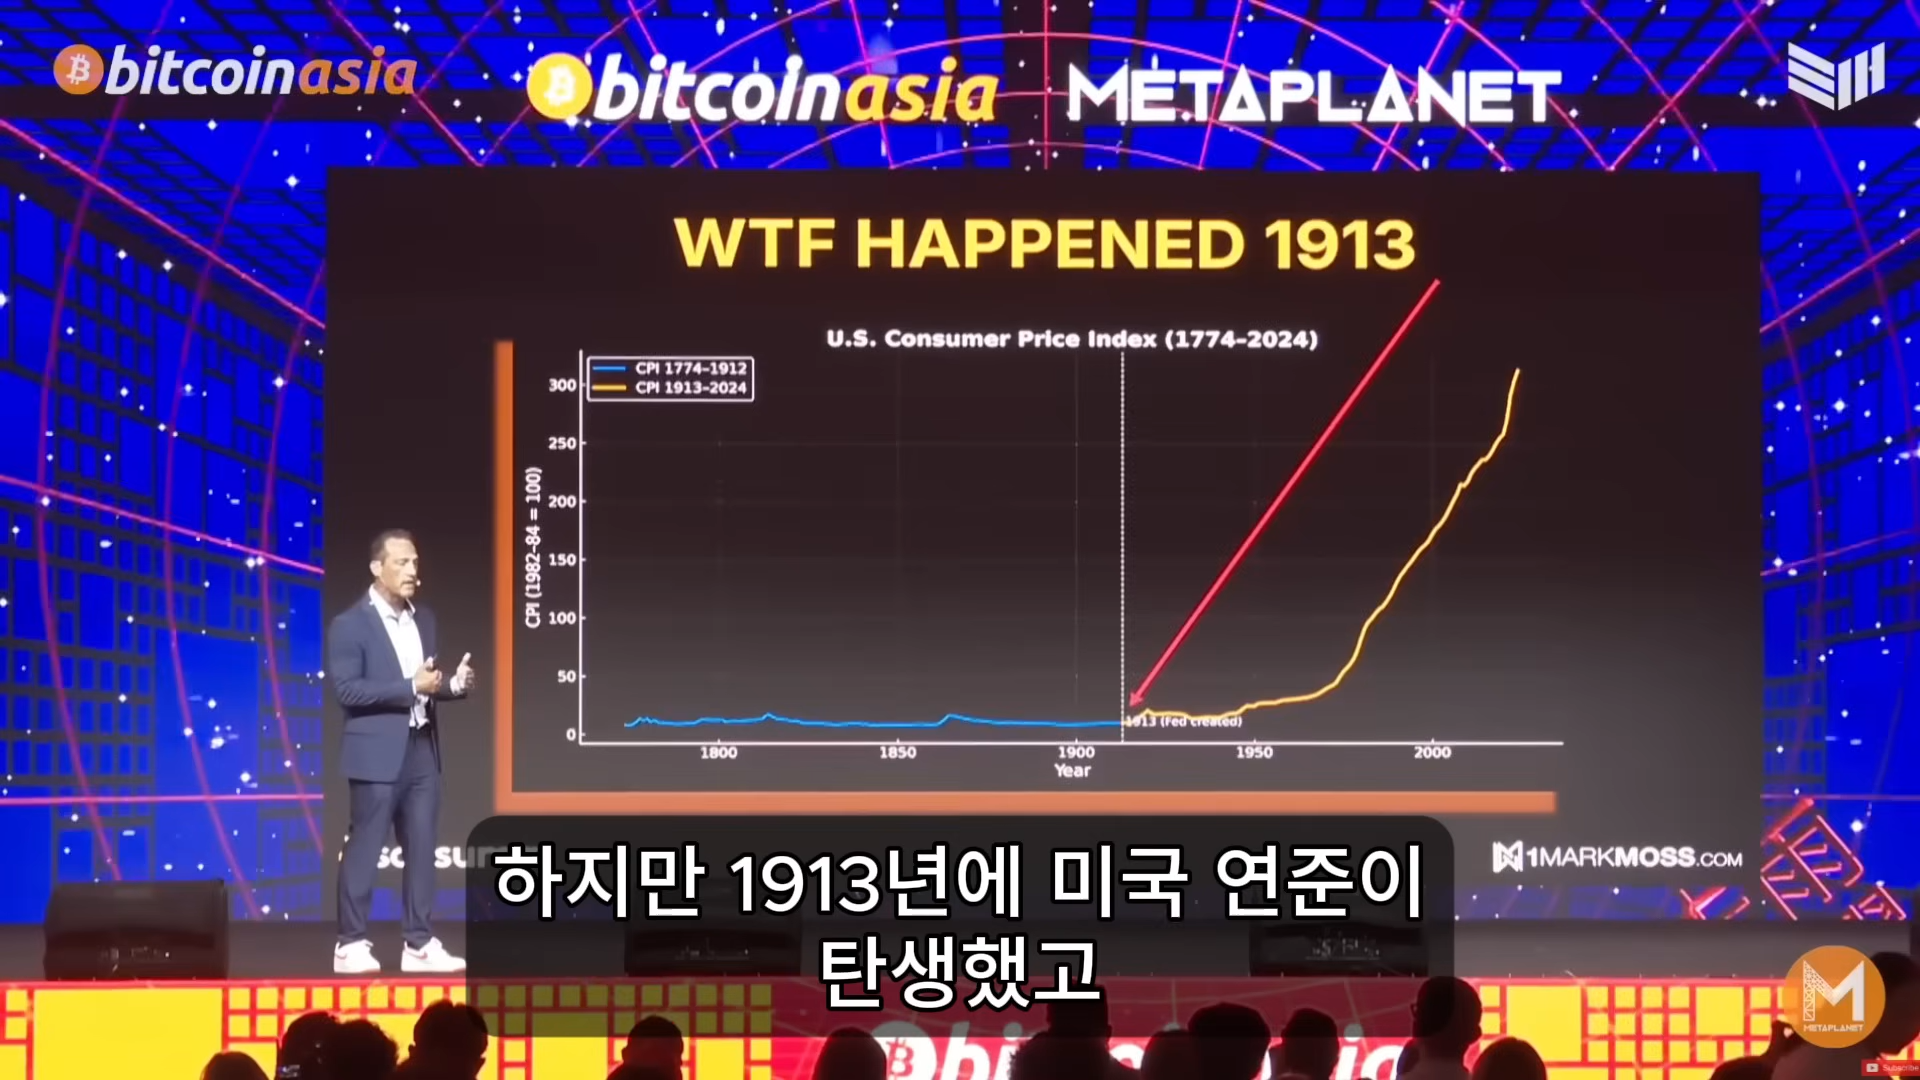 bitcoinasia
bitcoinasia METAPLANET
WTF HAPPENED 1913
U.S. Consumer Price Index (1774–2024)
CPI 1774–1912
CPI 1913–2024
CPI (1982–84 = 100)
300
250
200
150
100
50
0
1913 (Fed created)
1800 1850 1900 1950 2000
Year
1MARKMOSS.COM
하지만 1913년에 미국 연준이
탄생했고
METAPLANET
Subscribe